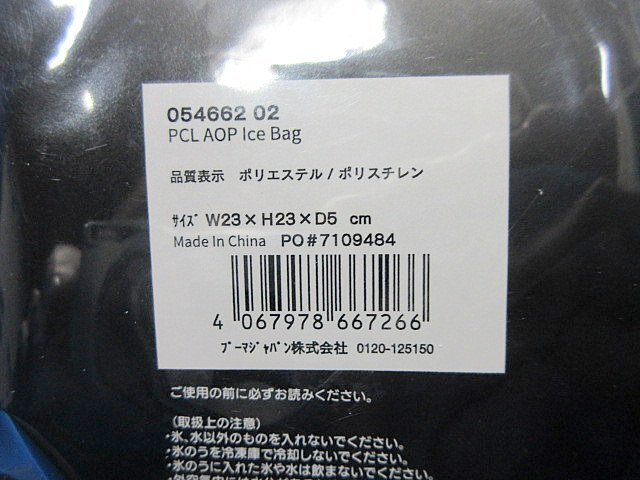 054662 02
PCL AOP Ice Bag
品質表示 ポリエステル / ポリスチレン
ｻｲｽﾞ W23×H23×D5 cm
Made In China PO#7109484
4 067978 667266
ﾌﾟｰﾏｼﾞｬﾊﾟﾝ株式会社 0120-125150
ご使用の前に必ずお読みください。
〈取扱上の注意〉
・氷、水以外のものを入れないでください。
・氷のうを冷凍庫で冷却しないでください。
・氷のうに入れた氷や水は飲まないでください。